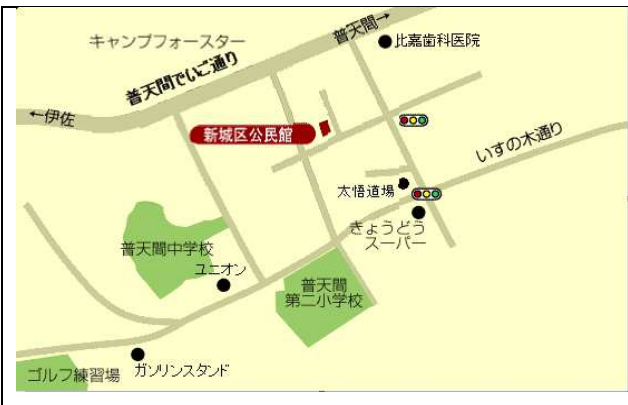 キャンプフォースター
普天間→
比嘉歯科医院
普天間でいご通り
←伊佐
新城区公民館
いすの木通り
太悟道場
きょうどう
スーパー
普天間中学校
ユニオン
普天間
第二小学校
ゴルフ練習場
ガソリンスタンド